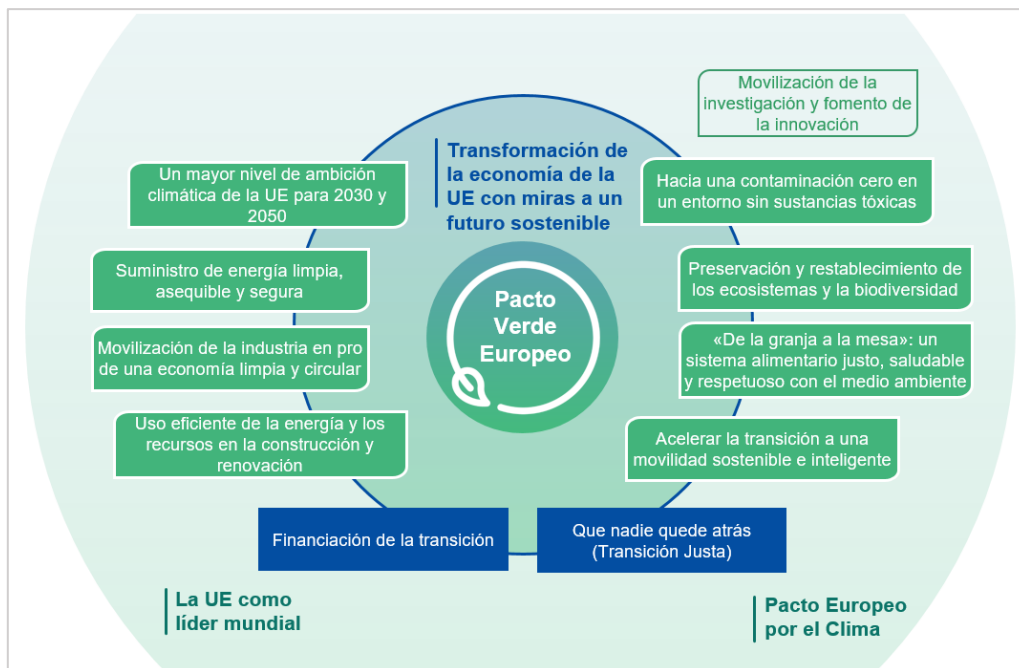 Movilización de la
investigación y fomento de
la innovación
Transformación de
la economía de la
UE con miras a un
futuro sostenible
Un mayor nivel de ambición
climática de la UE para 2030 y
2050
Hacia una contaminación cero en
un entorno sin sustancias tóxicas
Suministro de energía limpia,
asequible y segura
Preservación y restablecimiento de
los ecosistemas y la biodiversidad
Pacto
Verde
Europeo
Movilización de la industria en pro
de una economía limpia y circular
«De la granja a la mesa»: un
sistema alimentario justo, saludable
y respetuoso con el medio ambiente
Uso eficiente de la energía y los
recursos en la construcción y
renovación
Acelerar la transición a una
movilidad sostenible e inteligente
Financiación de la transición
Que nadie quede atrás
(Transición Justa)
La UE como
líder mundial
Pacto Europeo
por el Clima